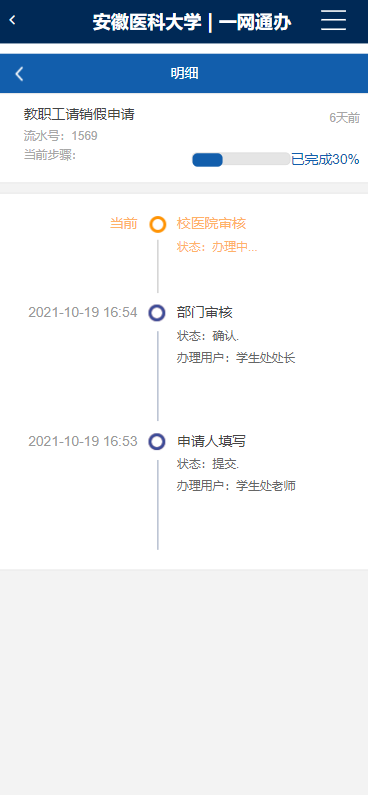 安徽医科大学 | 一网通办
明细
教职工请销假申请
6天前
流水号：1569
当前步骤：
已完成30%
当前
校医院审核
状态：办理中...
2021-10-19 16:54
部门审核
状态：确认.
办理用户：学生处处长
2021-10-19 16:53
申请人填写
状态：提交.
办理用户：学生处老师